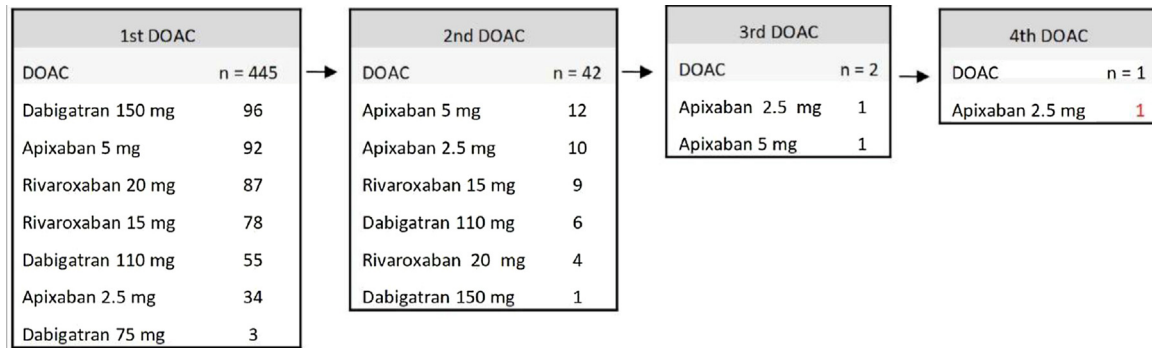 1st DOAC
DOAC n = 445
Dabigatran 150 mg 96
Apixaban 5 mg 92
Rivaroxaban 20 mg 87
Rivaroxaban 15 mg 78
Dabigatran 110 mg 55
Apixaban 2.5 mg 34
Dabigatran 75 mg 3
2nd DOAC
DOAC n = 42
Apixaban 5 mg 12
Apixaban 2.5 mg 10
Rivaroxaban 15 mg 9
Dabigatran 110 mg 6
Rivaroxaban 20 mg 4
Dabigatran 150 mg 1
3rd DOAC
DOAC n = 2
Apixaban 2.5 mg 1
Apixaban 5 mg 1
4th DOAC
DOAC n = 1
Apixaban 2.5 mg 1